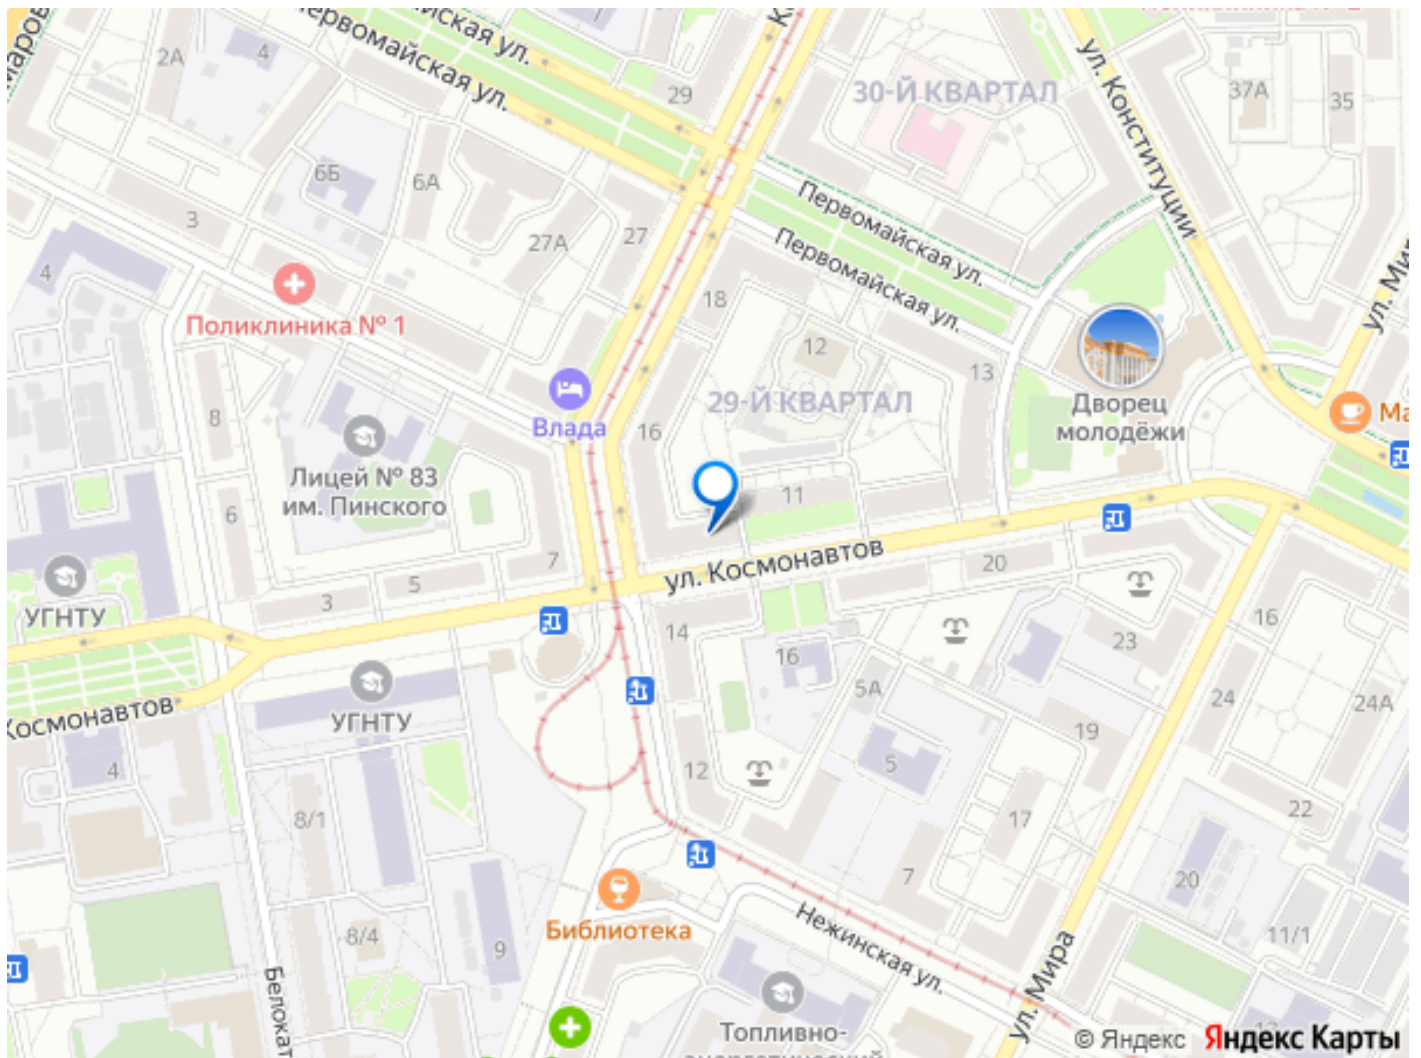 Первомайская ул.
2А
4
29
30-Й КВАРТАЛ
ул. Конституции
37А
35
6Б
6А
Первомайская ул.
3
27А
27
4
Поликлиника № 1
18
Первомайская ул.
ул. Мира
12
13
Дворец
молодёжи
29-Й КВАРТАЛ
Влада
8
16
Лицей № 83
им. Пинского
11
6
7
5
3
ул. Космонавтов
20
УГНТУ
14
16
23
16
5А
24
24А
УГНТУ
Космонавтов
19
4
12
5
22
8/1
17
20
7
Библиотека
8/4
9
Нежинская ул.
ул. Мира
11/1
Топливно-
энергетический
© Яндекс Яндекс Карты